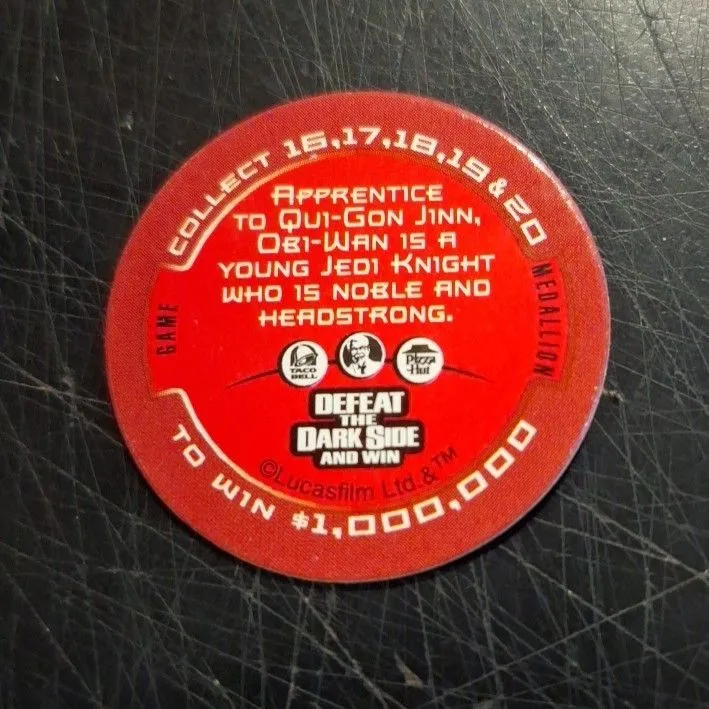 COLLECT 16,17,18,19 & 20
APPRENTICE
TO QUI-GON JINN,
OBI-WAN IS A
YOUNG JEDI KNIGHT
WHO IS NOBLE AND
HEADSTRONG.
GAME
MEDALLION
TACO
BELL
Pizza
Hut
DEFEAT
THE
DARK SIDE
AND WIN
©Lucasfilm Ltd.&™
TO WIN $1,000,000